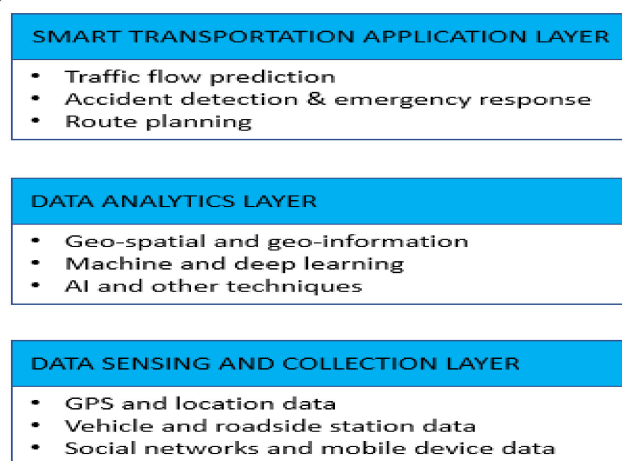 SMART TRANSPORTATION APPLICATION LAYER
• Traffic flow prediction
• Accident detection & emergency response
• Route planning
DATA ANALYTICS LAYER
• Geo-spatial and geo-information
• Machine and deep learning
• AI and other techniques
DATA SENSING AND COLLECTION LAYER
• GPS and location data
• Vehicle and roadside station data
• Social networks and mobile device data